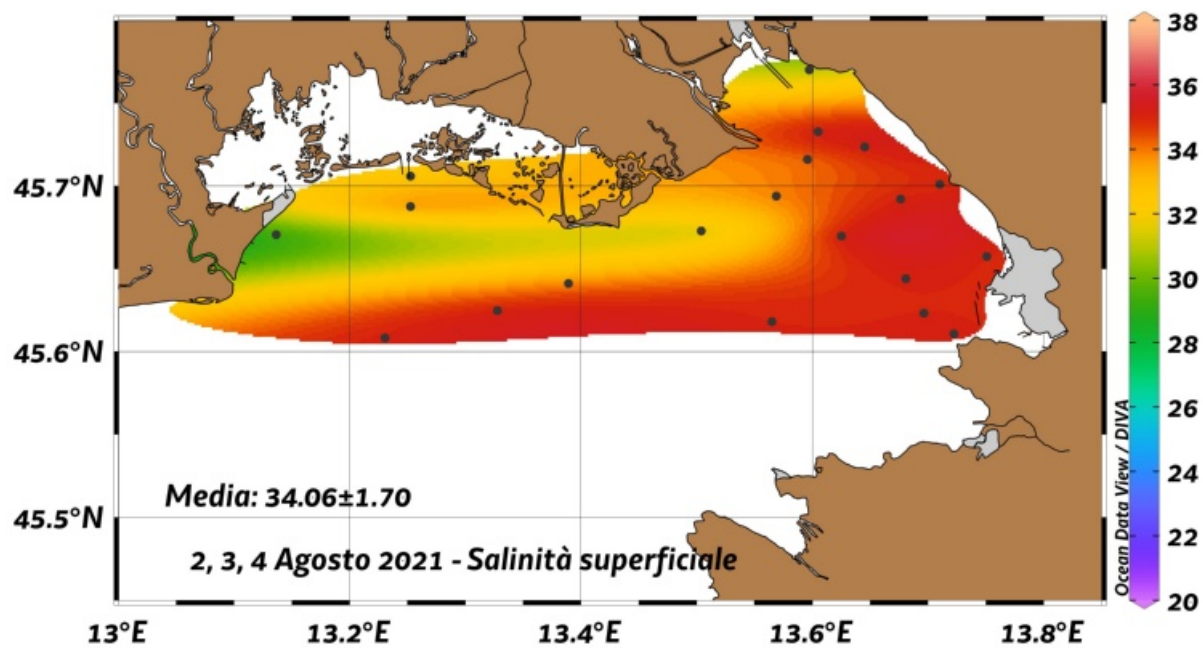 38
36
34
32
30
28
26
24
22
20
Ocean Data View / DIVA
45.7°N
45.6°N
45.5°N
Media: 34.06±1.70
2, 3, 4 Agosto 2021 - Salinità superficiale
13°E 13.2°E 13.4°E 13.6°E 13.8°E